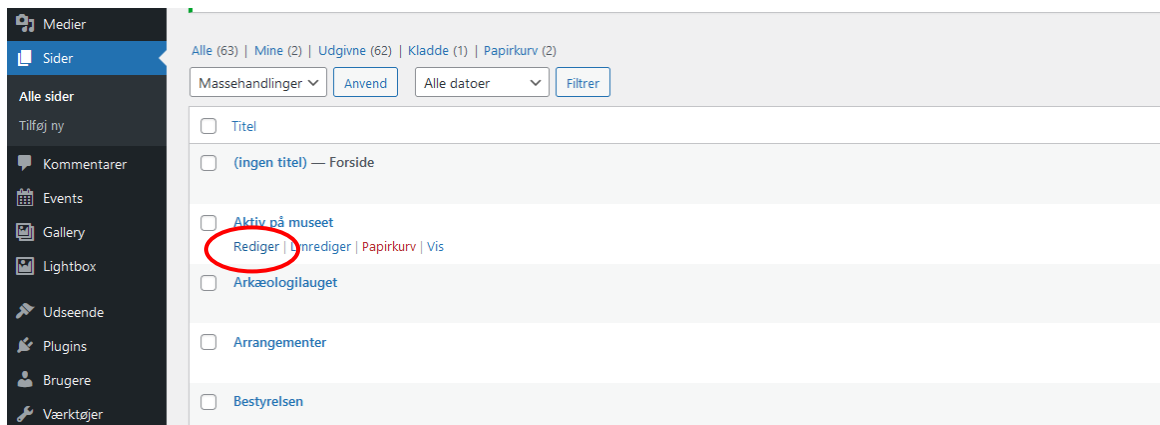 Medier
Sider
Alle sider
Tilføj ny
Kommentarer
Events
Gallery
Lightbox
Udseende
Plugins
Brugere
Værktøjer
Alle (63) | Mine (2) | Udgivne (62) | Kladde (1) | Papirkurv (2)
Massehandlinger Anvend Alle datoer Filtrer
Titel
(ingen titel) — Forside
Aktiv på museet
Rediger | Lynrediger | Papirkurv | Vis
Arkæologilauget
Arrangementer
Bestyrelsen